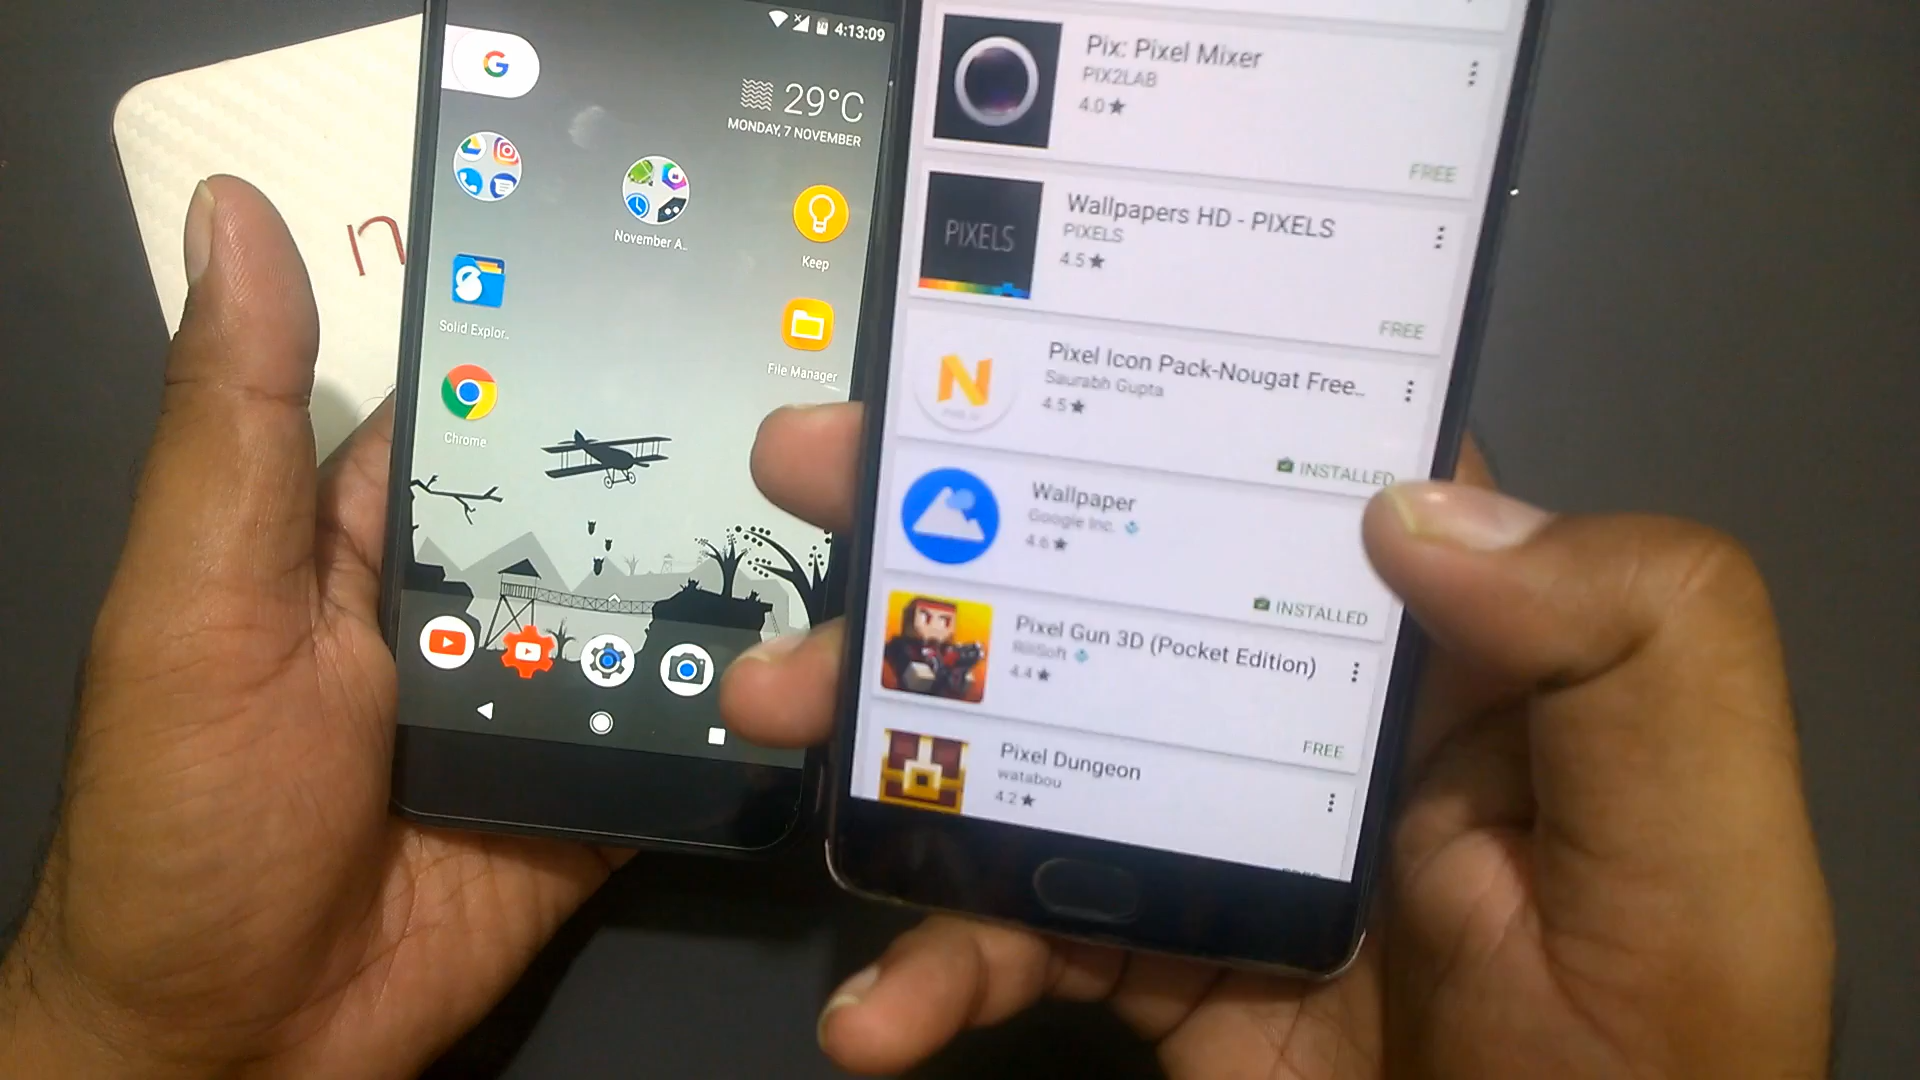 n
4:13:09
G
29°C
MONDAY, 7 NOVEMBER
November A..
Keep
Solid Explor..
File Manager
Chrome
Pix: Pixel Mixer
PIX2LAB
4.0★
FREE
PIXELS
Wallpapers HD - PIXELS
PIXELS
4.5★
FREE
N
Pixel Icon Pack-Nougat Free..
Saurabh Gupta
4.5★
INSTALLED
Wallpaper
Google Inc.
4.6★
INSTALLED
Pixel Gun 3D (Pocket Edition)
RiliSoft
4.4★
FREE
Pixel Dungeon
watabou
4.2★